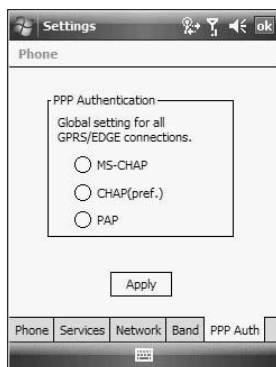 Settings
ok
Phone
PPP Authentication
Global setting for all
GPRS/EDGE connections.
MS-CHAP
CHAP(pref.)
PAP
Apply
Phone Services Network Band PPP Auth